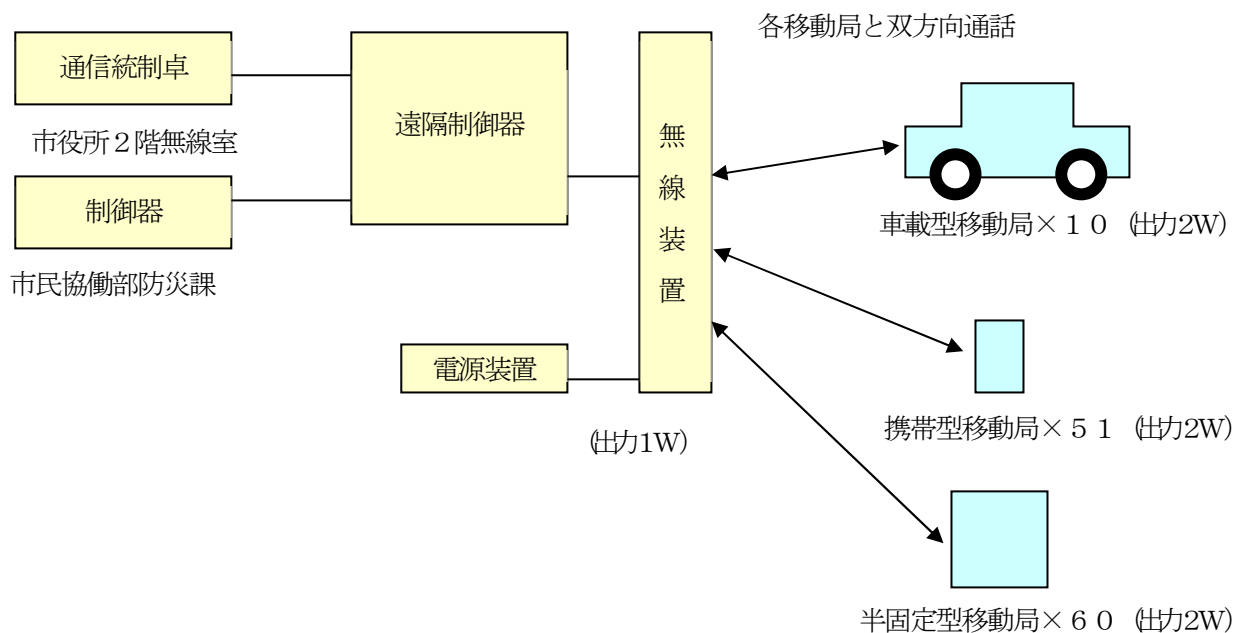 各移動局と双方向通話
通信統制卓
市役所２階無線室
遠隔制御器
無線装置
制御器
市民協働部防災課
車載型移動局×１０ (出力2W)
電源装置
(出力1W)
携帯型移動局×５１ (出力2W)
半固定型移動局×６０ (出力2W)